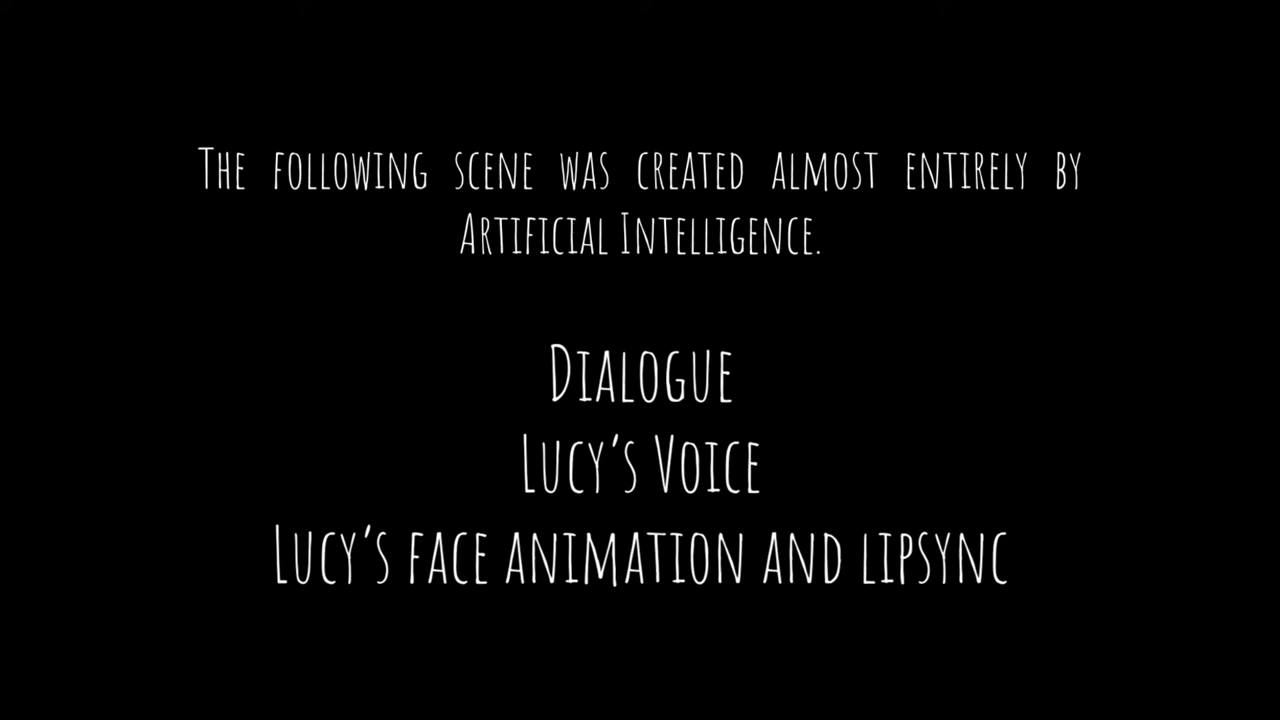 The following scene was created almost entirely by
Artificial Intelligence.
Dialogue
Lucy's Voice
Lucy's face animation and lipsync